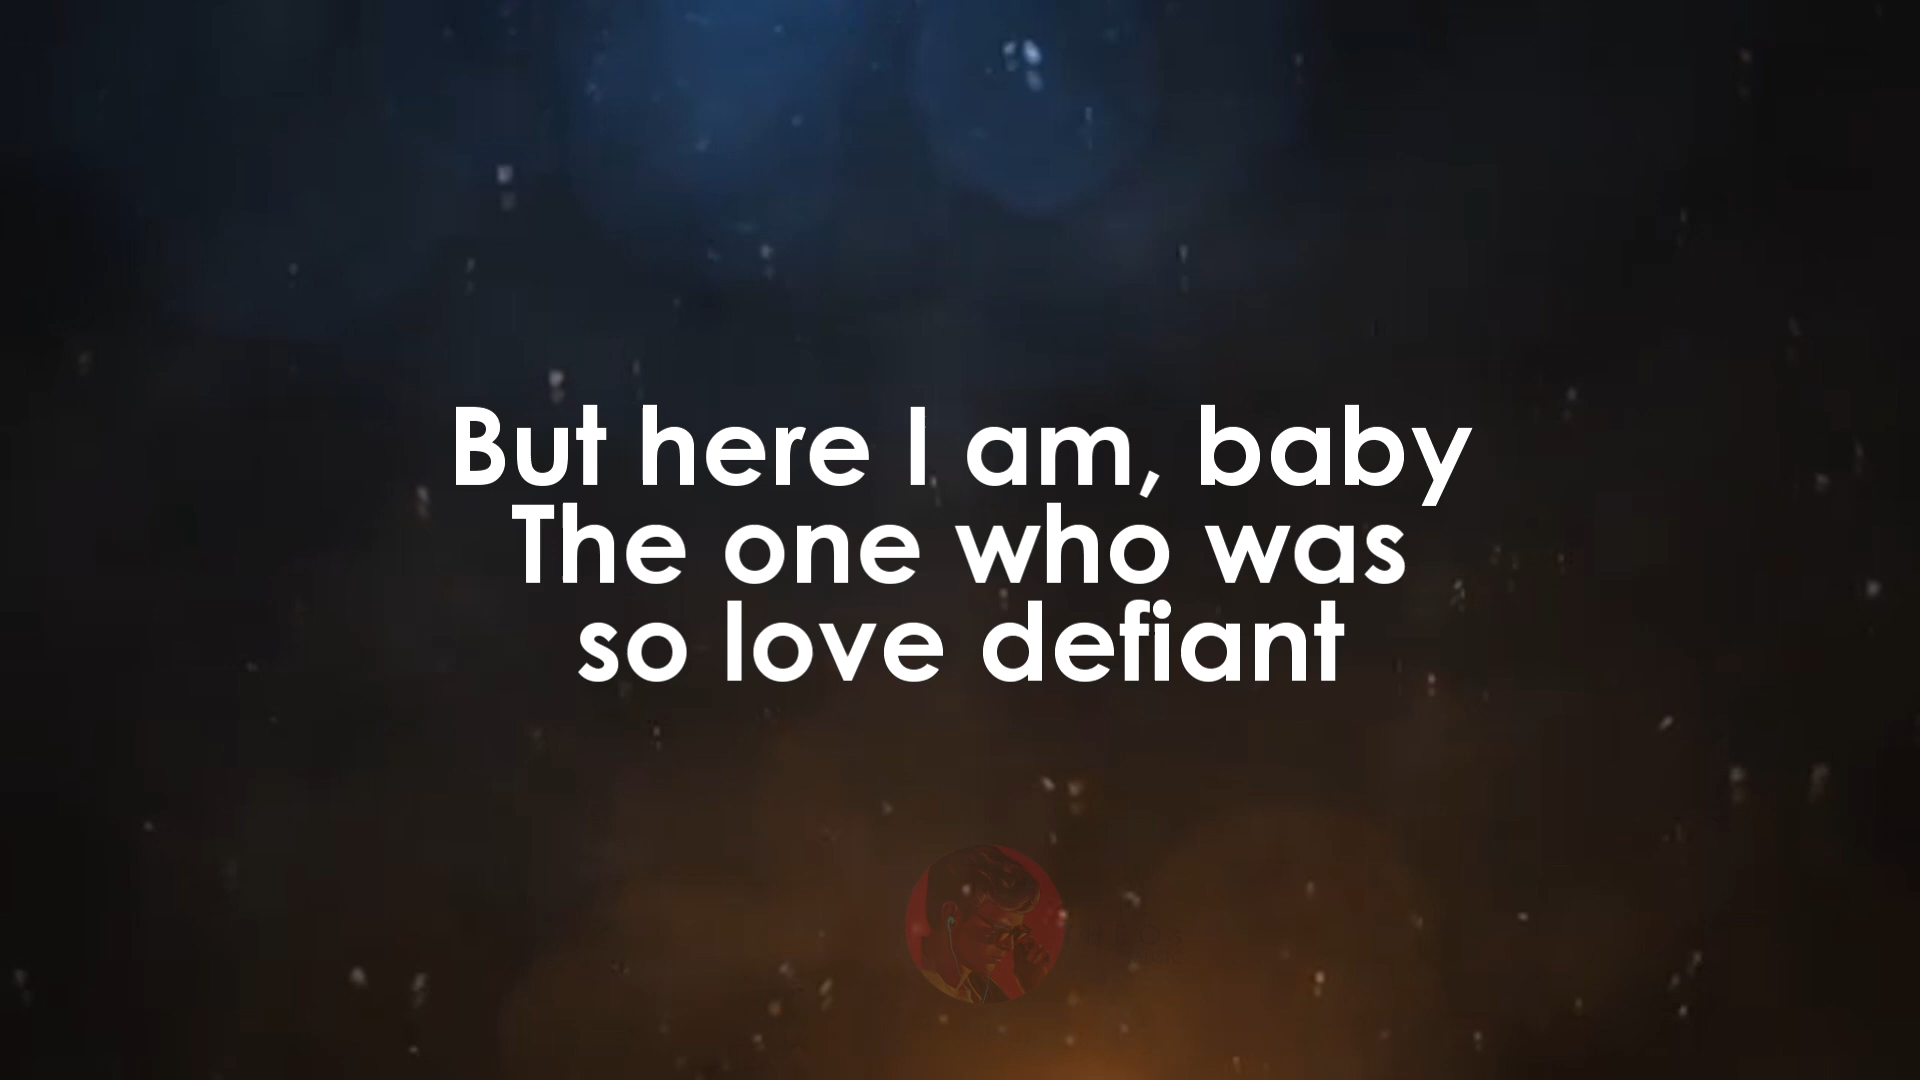 But here I am, baby
The one who was
so love defiant